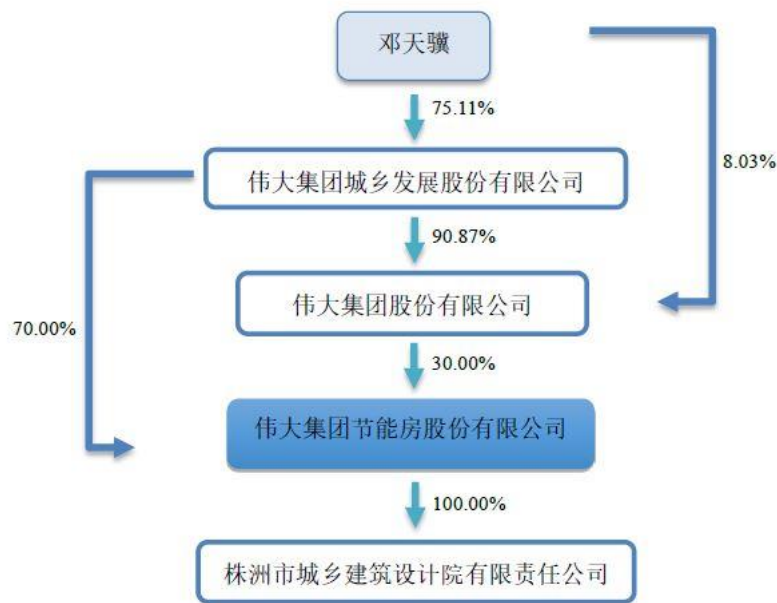 邓天骥
75.11%
8.03%
伟大集团城乡发展股份有限公司
90.87%
伟大集团股份有限公司
70.00%
30.00%
伟大集团节能房股份有限公司
100.00%
株洲市城乡建筑设计院有限责任公司